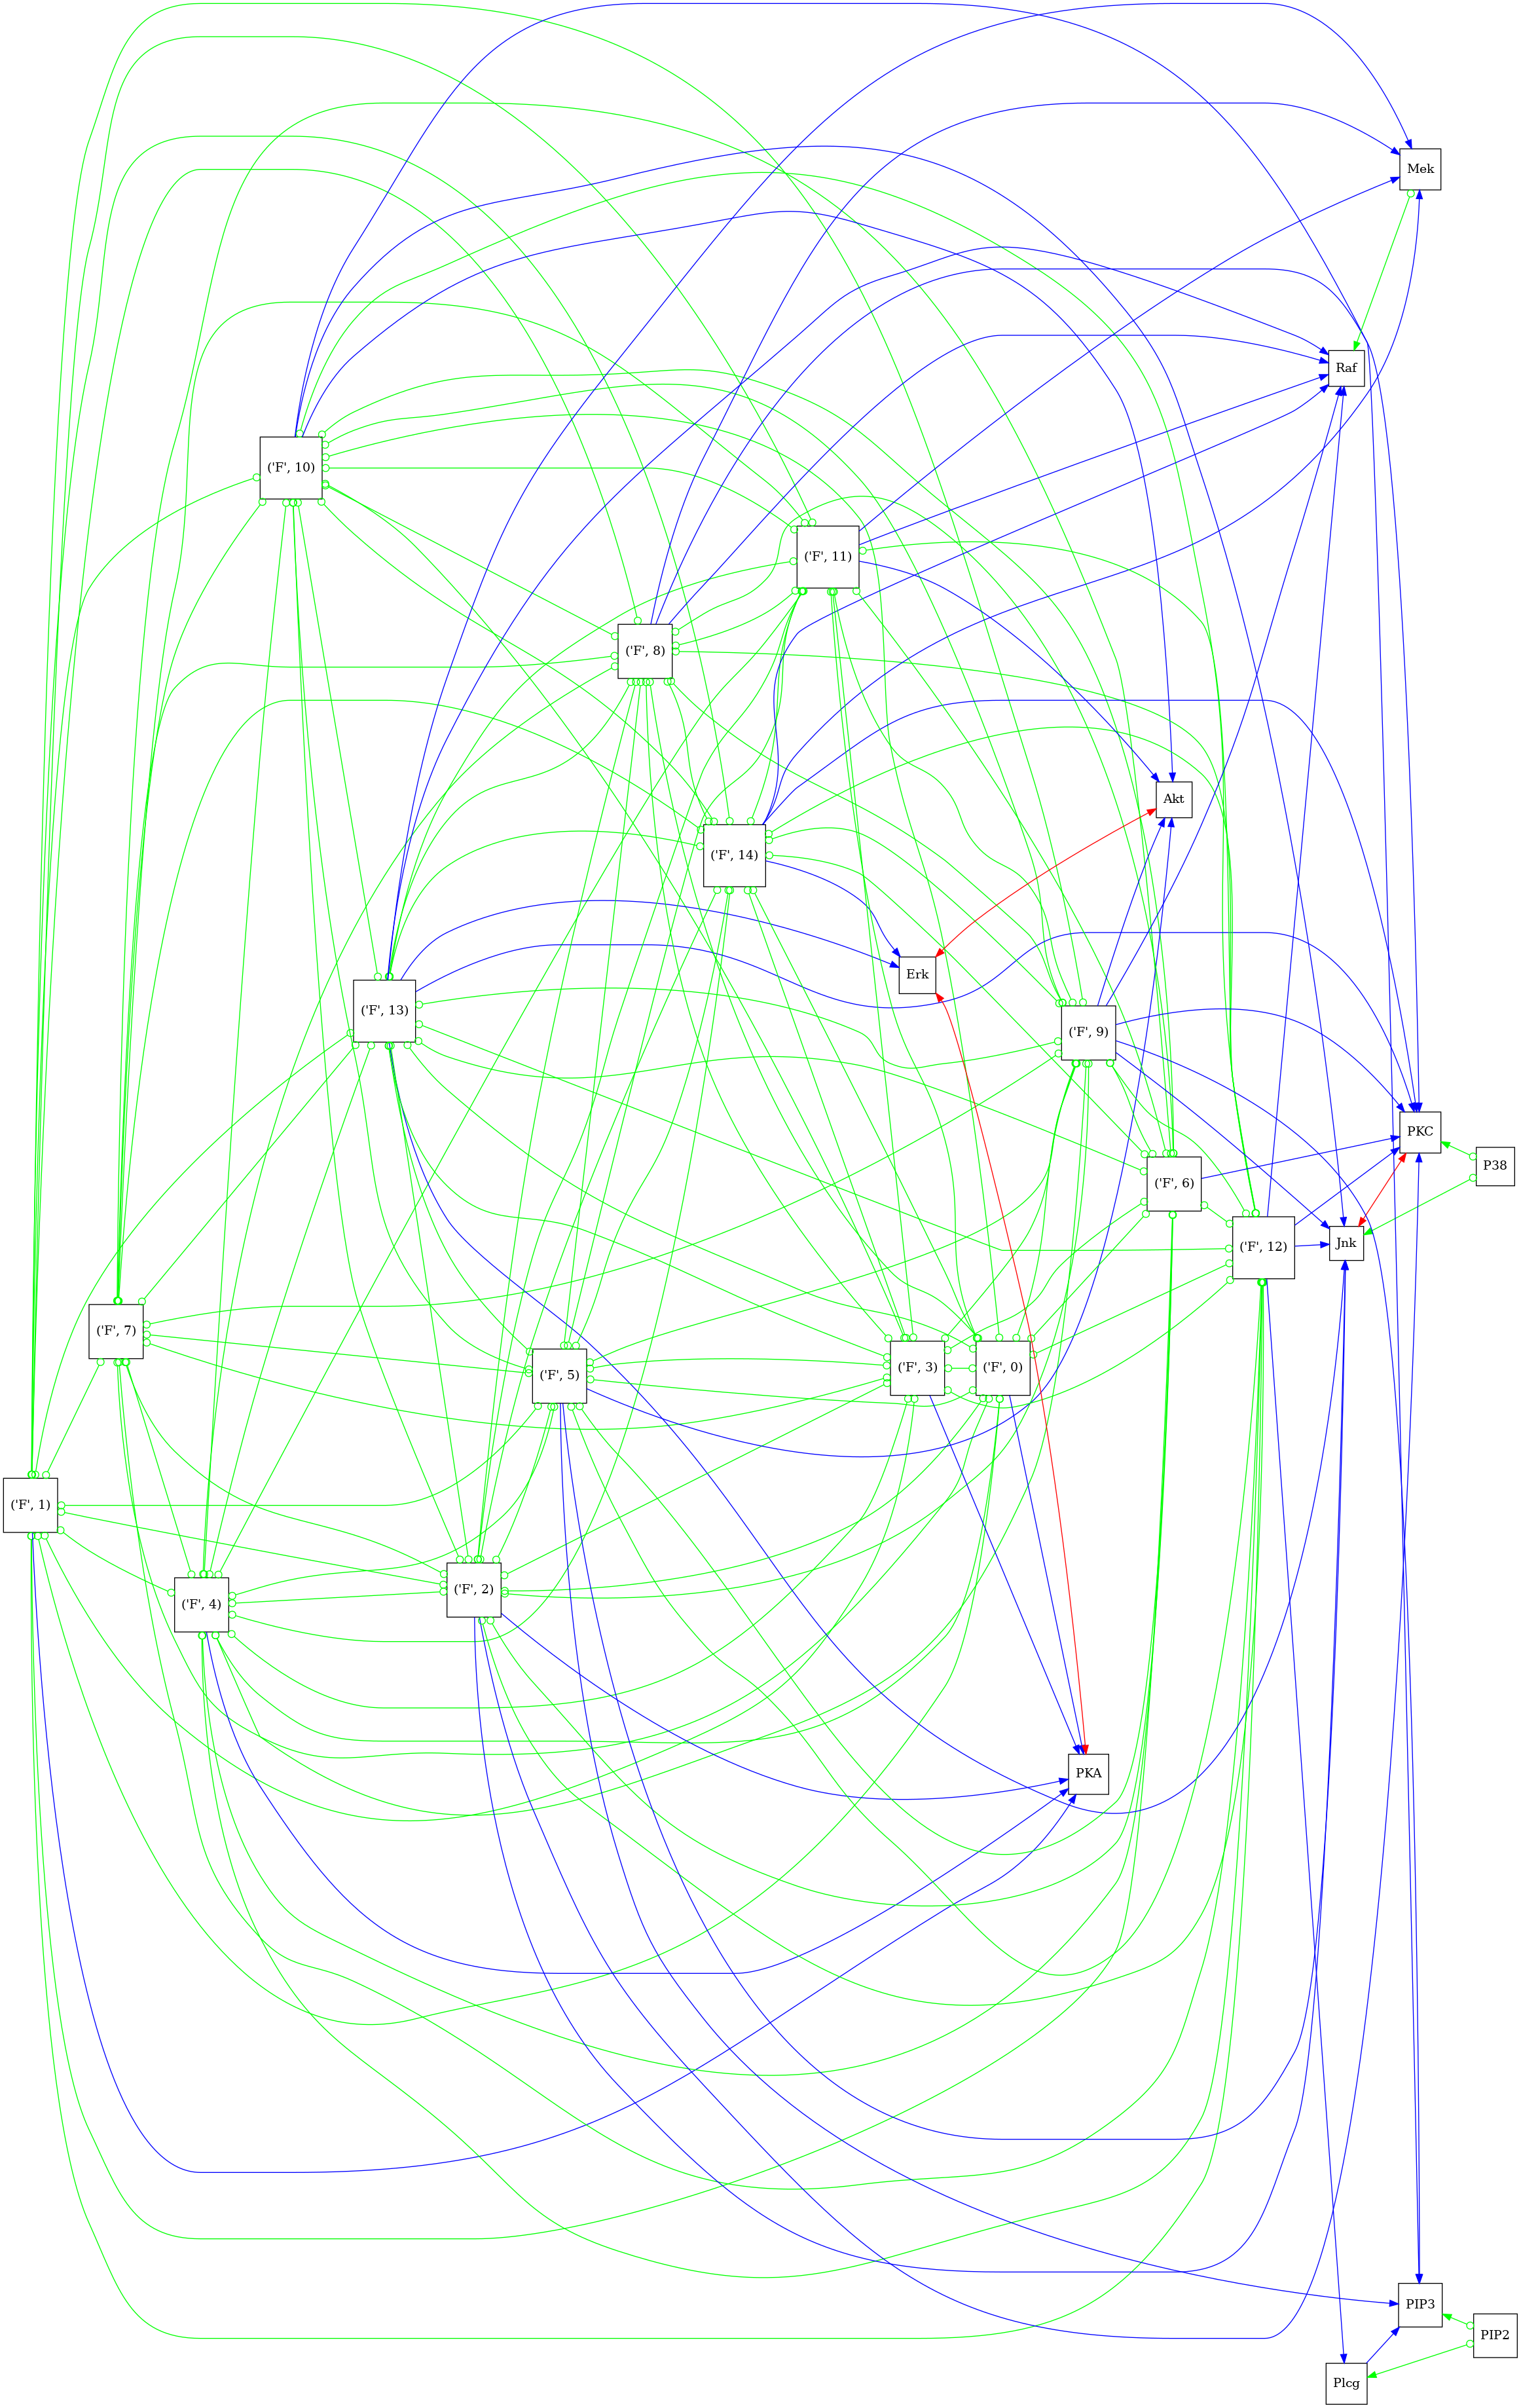 Mek
Raf
('F', 10)
('F', 11)
('F', 8)
Akt
('F', 14)
Erk
('F', 13)
('F', 9)
PKC
P38
('F', 6)
Jnk
('F', 12)
('F', 7)
('F', 3)
('F', 0)
('F', 5)
('F', 1)
('F', 2)
('F', 4)
PKA
PIP3
PIP2
Plcg